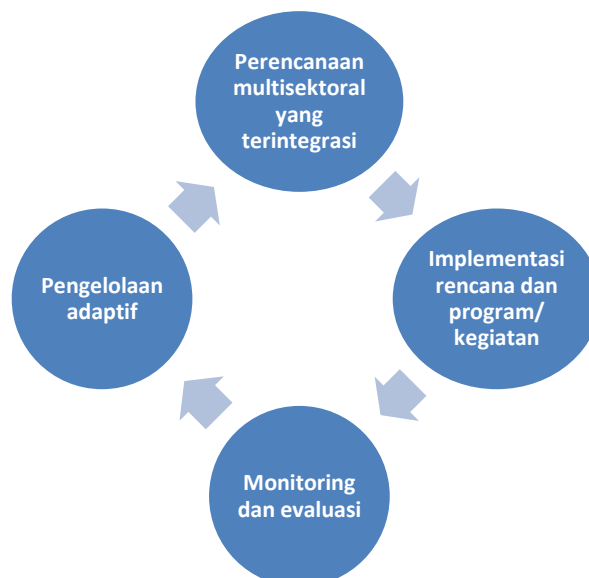 Perencanaan
multisektoral
yang
terintegrasi
Implementasi
rencana dan
program/
kegiatan
Monitoring
dan evaluasi
Pengelolaan
adaptif